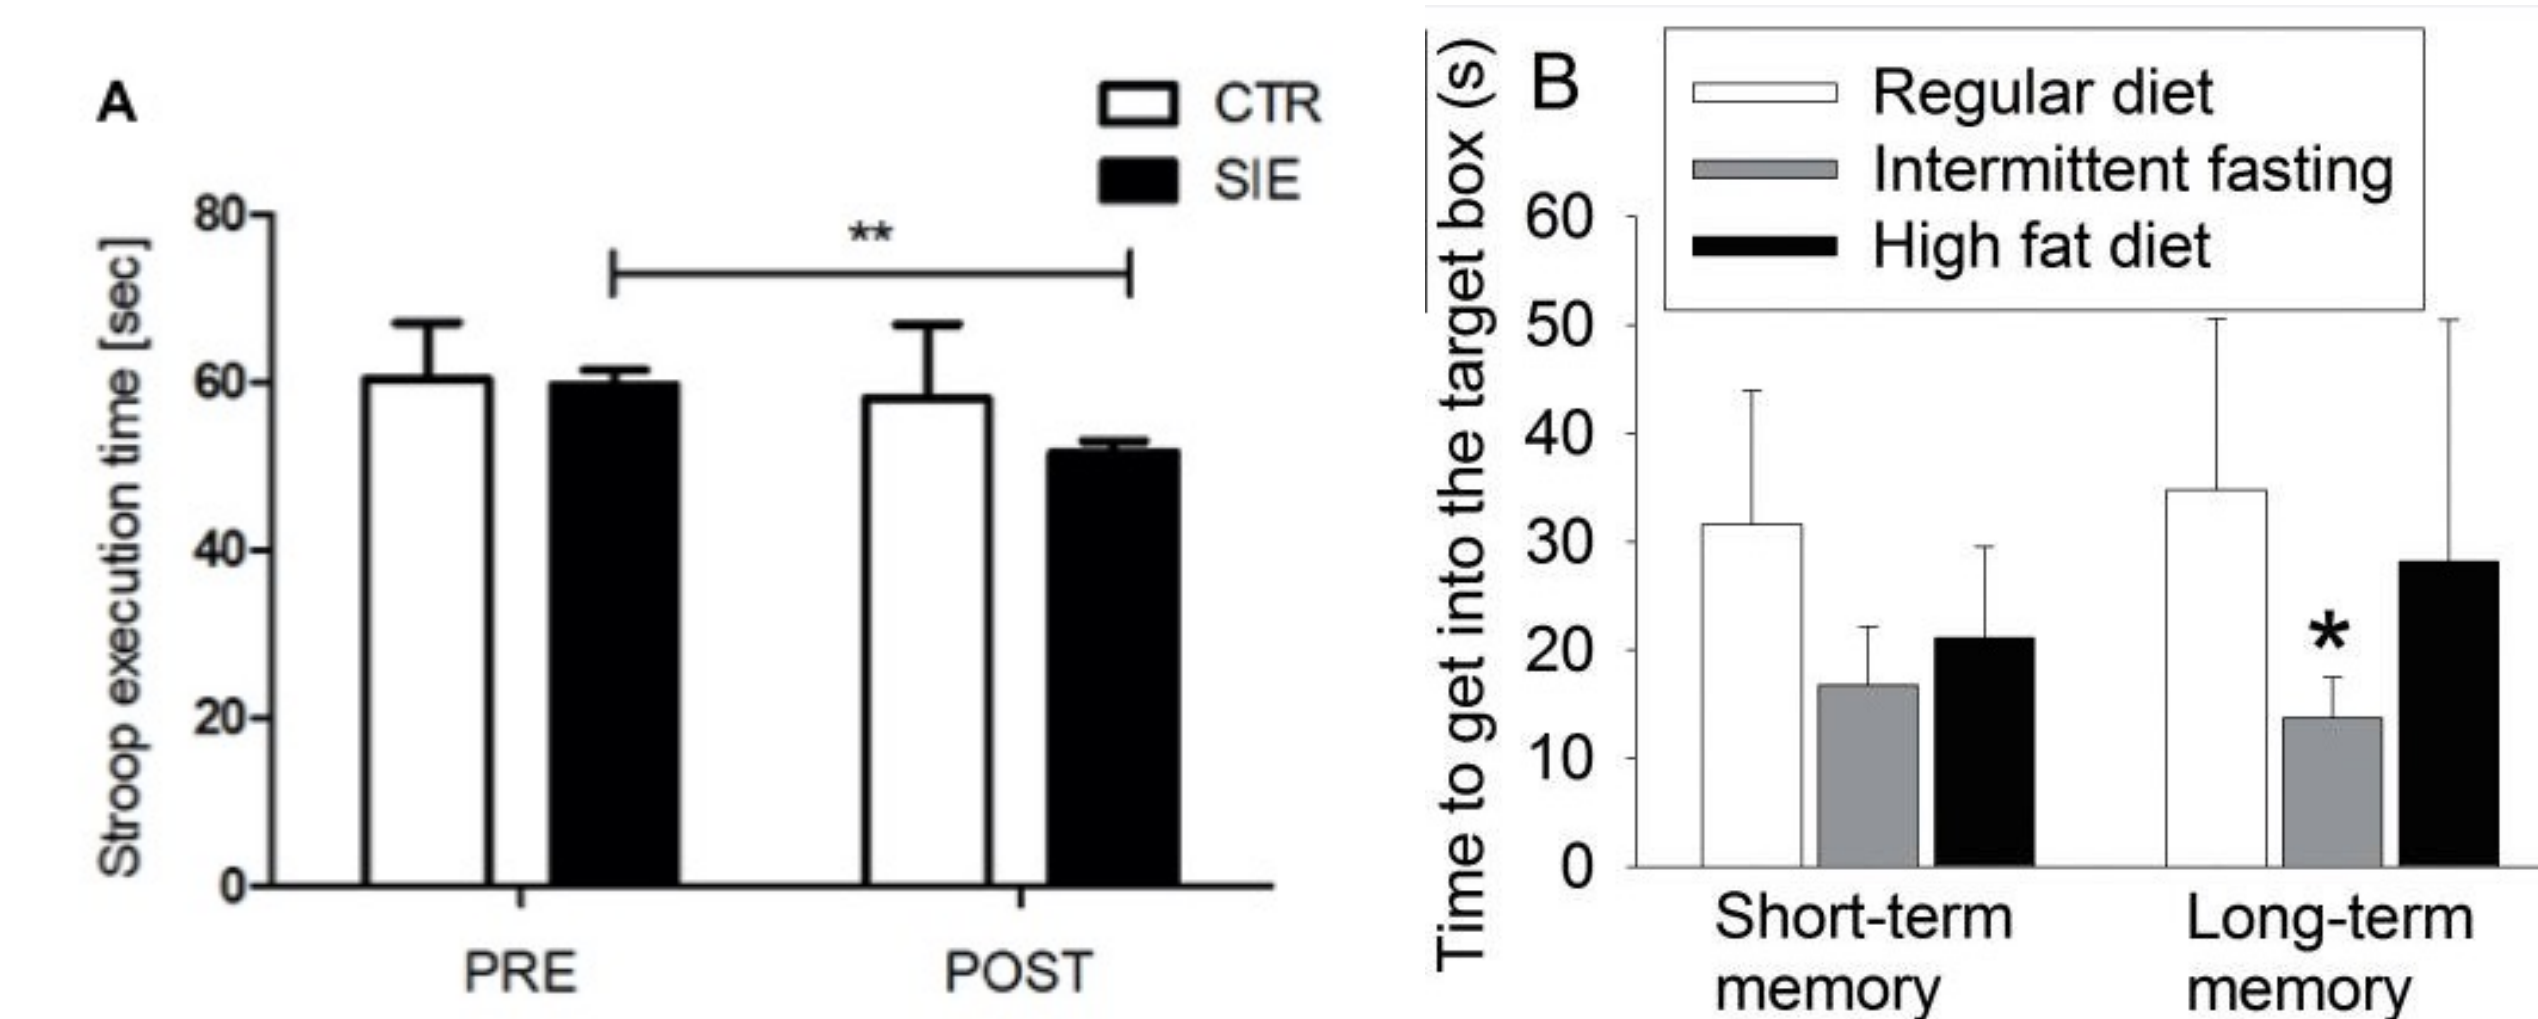 A
CTR
SIE
**
Stroop execution time [sec]
80
60
40
20
0
PRE
POST
B
Regular diet
Intermittent fasting
High fat diet
Time to get into the target box (s)
60
50
40
30
20
10
0
*
Short-term
memory
Long-term
memory